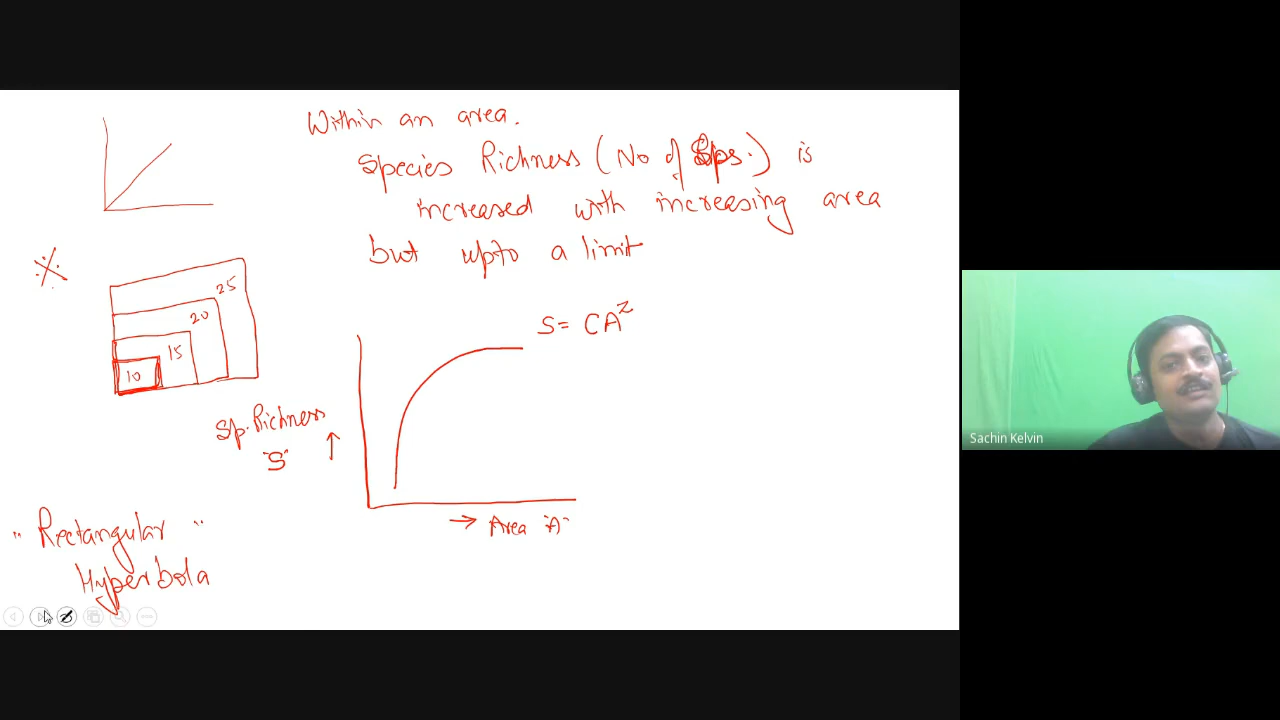 Within an area.
Species Richness (No of Sps.) is
increased with increasing area
but upto a limit
25
20
15
10
S = CA^z
Sp. Richness
"S"
→ Area "A"
"Rectangular"
Hyperbola
Sachin Kelvin